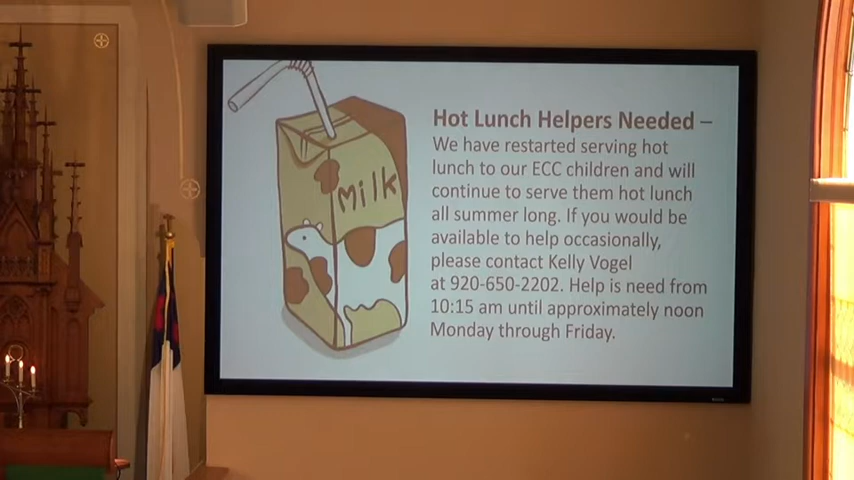 Milk
Hot Lunch Helpers Needed –
We have restarted serving hot
lunch to our ECC children and will
continue to serve them hot lunch
all summer long. If you would be
available to help occasionally,
please contact Kelly Vogel
at 920-650-2202. Help is need from
10:15 am until approximately noon
Monday through Friday.